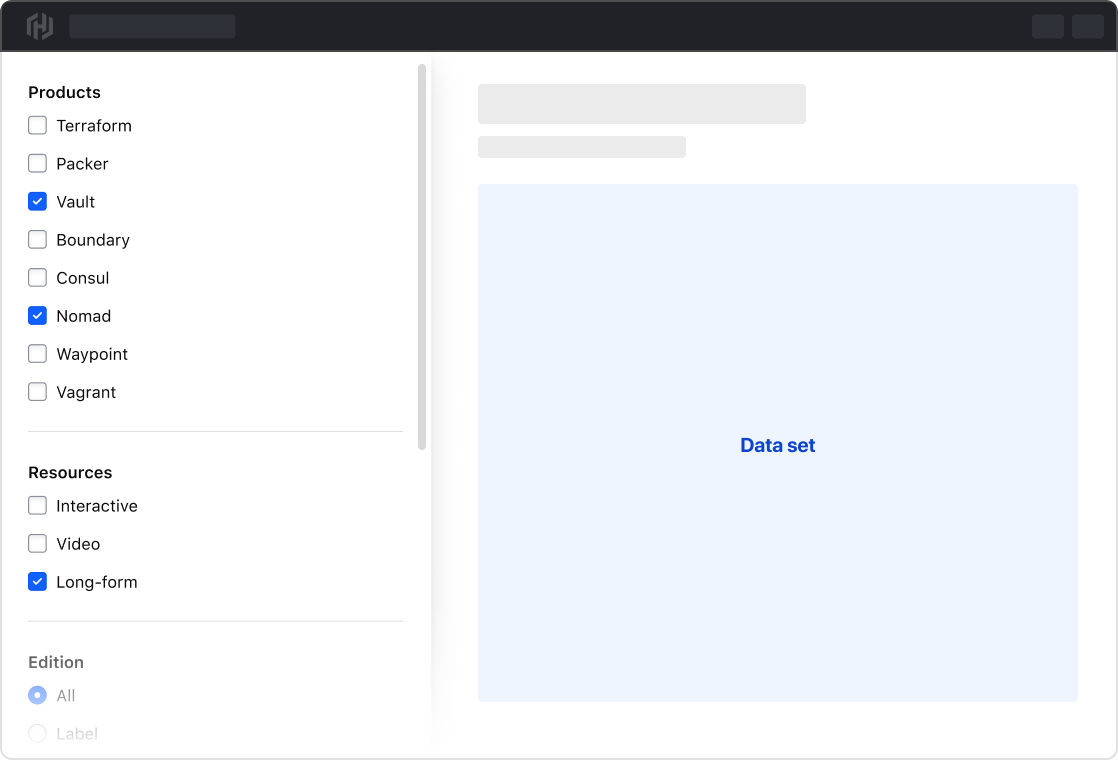 Products
Terraform
Packer
Vault
Boundary
Consul
Nomad
Waypoint
Vagrant
Resources
Interactive
Video
Long-form
Edition
All
Label
Data set